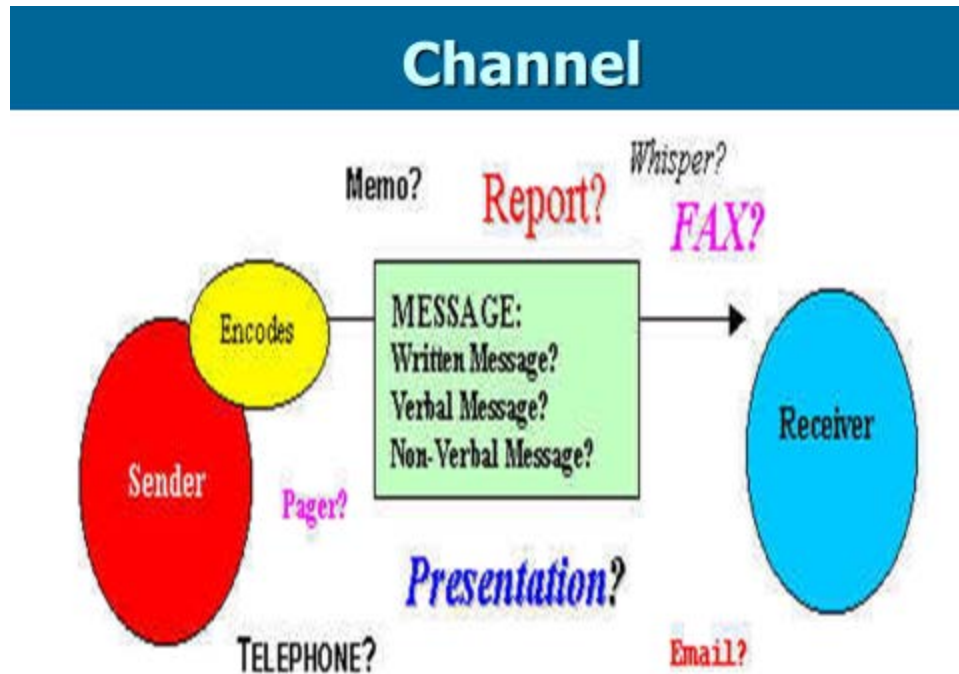 Channel
Whisper?
Memo?
Report?
FAX?
Encodes
MESSAGE:
Written Message?
Verbal Message?
Non-Verbal Message?
Receiver
Sender
Pager?
Presentation?
TELEPHONE?
Email?